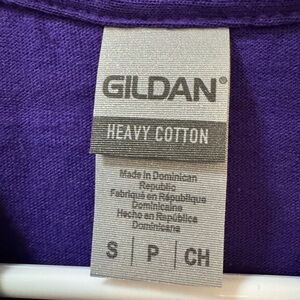 GILDAN®
HEAVY COTTON
Made in Dominican
Republic
Fabriqué en République
Dominicaine
Hecho en República
Dominicana
S | P | CH